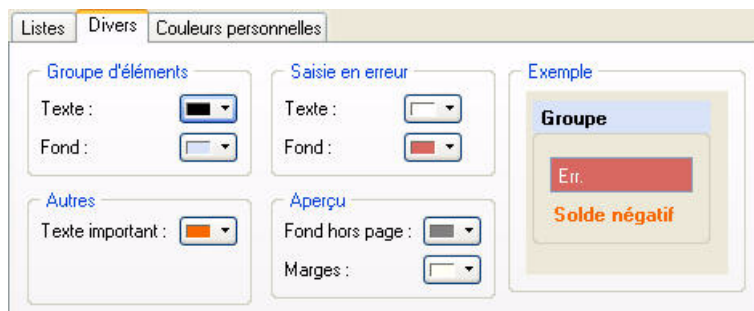 Listes Divers Couleurs personnelles
Groupe d'éléments
Texte :
Fond :
Saisie en erreur
Texte :
Fond :
Autres
Texte important :
Aperçu
Fond hors page :
Marges :
Exemple
Groupe
Err.
Solde négatif